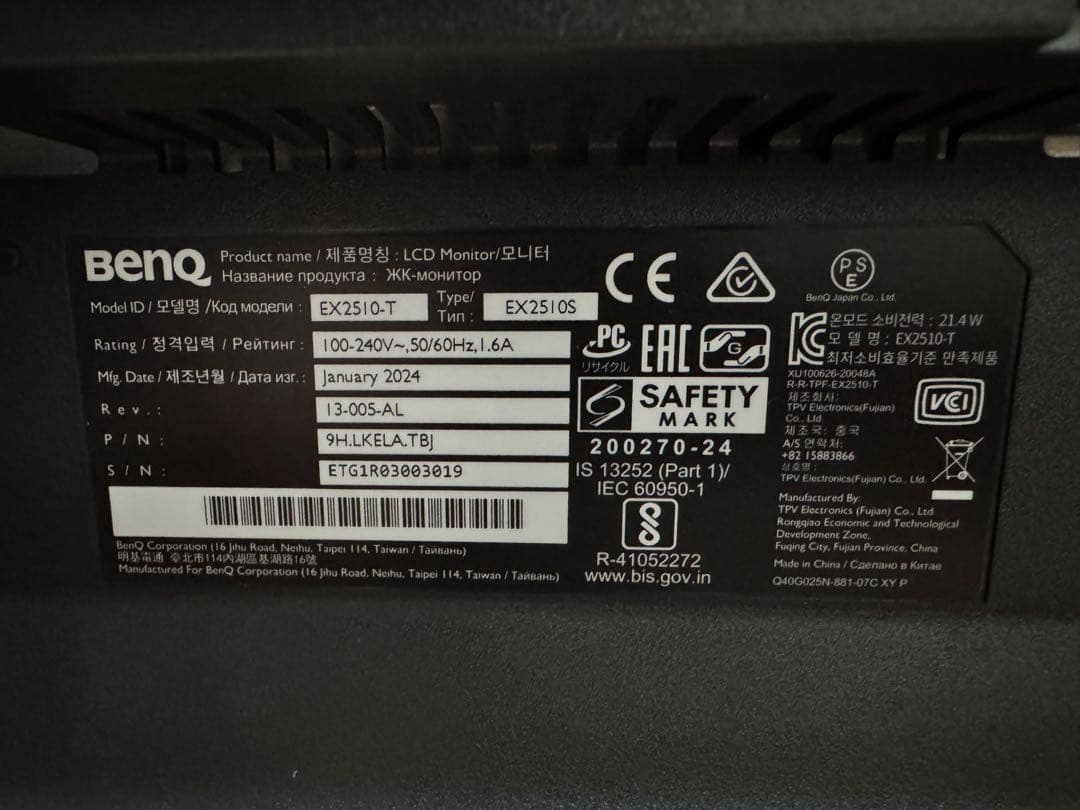 BenQ
Product name / 제품명칭 : LCD Monitor/모니터
Название продукта : ЖК-монитор
Model ID / 모델명 /Код модели : EX2510-T Type/ Тип : EX2510S
Rating / 정격입력 / Рейтинг : 100-240V~,50/60Hz,1.6A
Mfg. Date / 제조년월 / Дата изг.: January 2024
Rev.: 13-005-AL
P / N : 9H.LKELA.TBJ
S / N : ETG1R03003019
BenQ Corporation (16 Jihu Road, Neihu, Taipei 114, Taiwan / Тайвань)
明基電通 臺北市114內湖區基湖路16號
Manufactured For BenQ Corporation (16 Jihu Road, Neihu, Taipei 114, Taiwan / Тайвань)
CE
PC
リサイクル
EAC
G
SAFETY
MARK
200270-24
IS 13252 (Part 1)/
IEC 60950-1
R-41052272
www.bis.gov.in
PSE
BenQ Japan Co., Ltd.
온모드 소비전력 : 21.4W
모 델 명 : EX2510-T
최저소비효율기준 만족제품
XU100626-20048A
R-R-TPF-EX2510-T
제조회사:
TPV Electronics(Fujian)
Co., Ltd.
제조국: 중국
A/S 연락처:
+82 15883866
상호명:
TPV Electronics(Fujian) Co., Ltd.
VCCI
Manufactured By:
TPV Electronics (Fujian) Co., Ltd
Rongqiao Economic and Technological
Development Zone,
Fuqing City, Fujian Province, China
Made in China / Сделано в Китае
Q40G025N-881-07C XY P